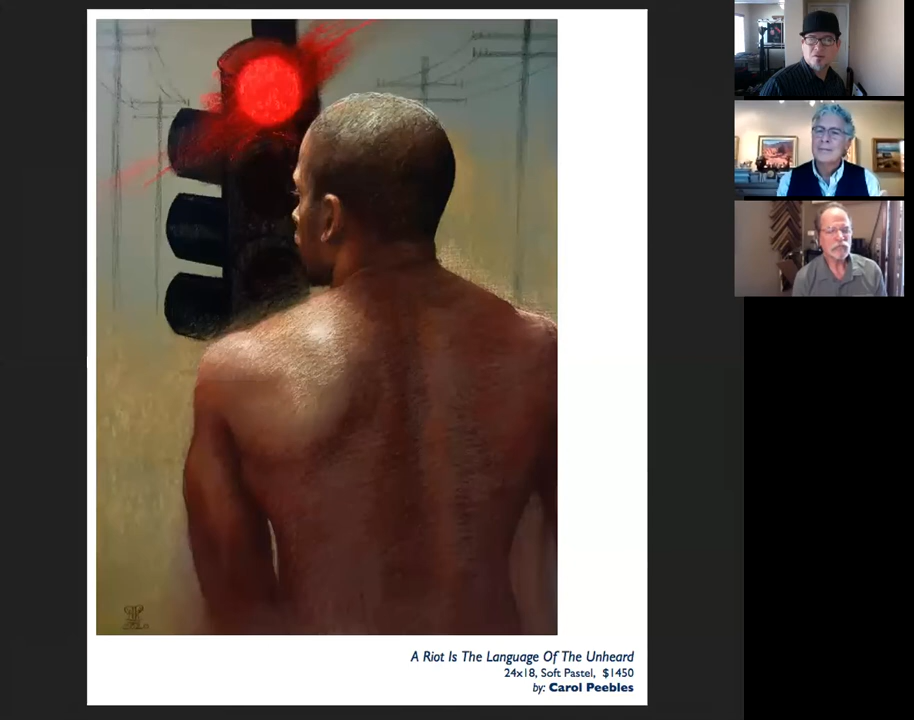 A Riot Is The Language Of The Unheard
24x18, Soft Pastel, $1450
by: Carol Peebles